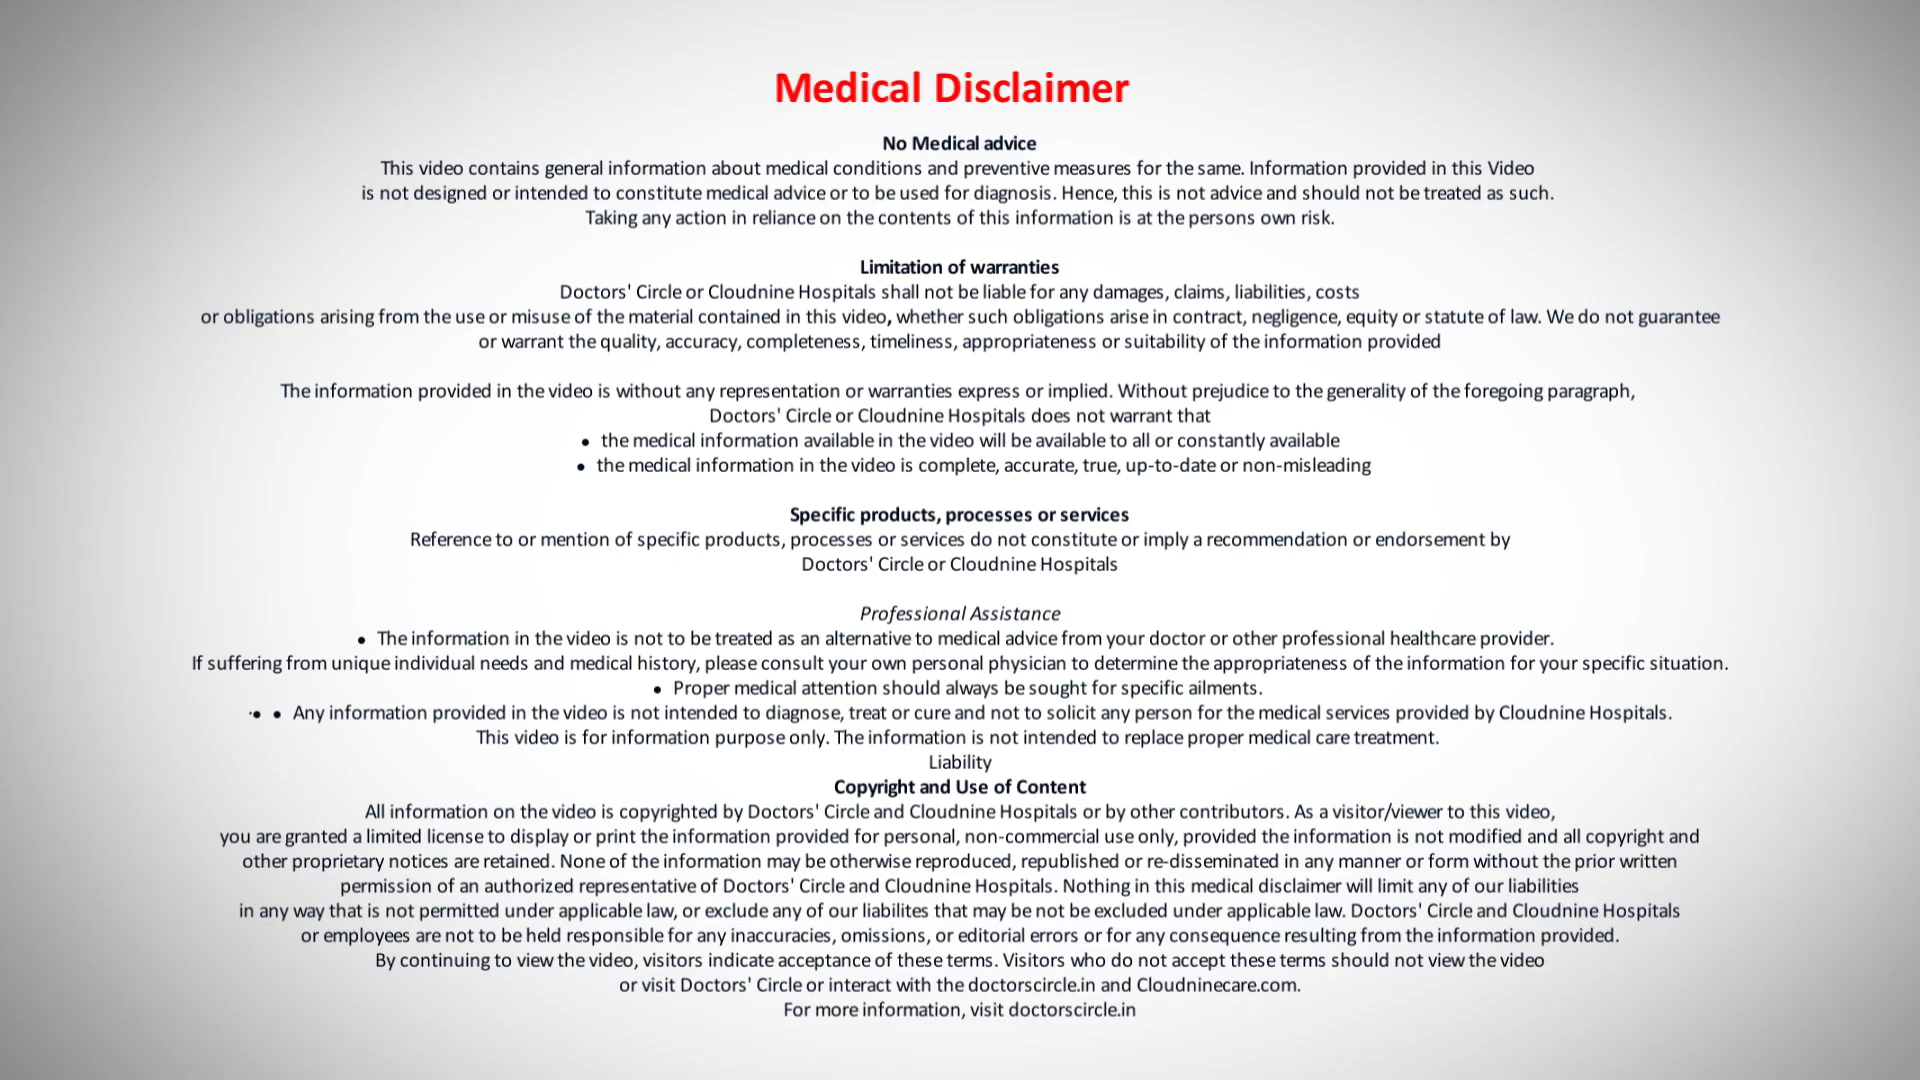 Medical Disclaimer
No Medical advice
This video contains general information about medical conditions and preventive measures for the same. Information provided in this Video
is not designed or intended to constitute medical advice or to be used for diagnosis. Hence, this is not advice and should not be treated as such.
Taking any action in reliance on the contents of this information is at the persons own risk.
Limitation of warranties
Doctors' Circle or Cloudnine Hospitals shall not be liable for any damages, claims, liabilities, costs
or obligations arising from the use or misuse of the material contained in this video, whether such obligations arise in contract, negligence, equity or statute of law. We do not guarantee
or warrant the quality, accuracy, completeness, timeliness, appropriateness or suitability of the information provided
The information provided in the video is without any representation or warranties express or implied. Without prejudice to the generality of the foregoing paragraph,
Doctors' Circle or Cloudnine Hospitals does not warrant that
• the medical information available in the video will be available to all or constantly available
• the medical information in the video is complete, accurate, true, up-to-date or non-misleading
Specific products, processes or services
Reference to or mention of specific products, processes or services do not constitute or imply a recommendation or endorsement by
Doctors' Circle or Cloudnine Hospitals
Professional Assistance
• The information in the video is not to be treated as an alternative to medical advice from your doctor or other professional healthcare provider.
If suffering from unique individual needs and medical history, please consult your own personal physician to determine the appropriateness of the information for your specific situation.
• Proper medical attention should always be sought for specific ailments.
·• • Any information provided in the video is not intended to diagnose, treat or cure and not to solicit any person for the medical services provided by Cloudnine Hospitals.
This video is for information purpose only. The information is not intended to replace proper medical care treatment.
Liability
Copyright and Use of Content
All information on the video is copyrighted by Doctors' Circle and Cloudnine Hospitals or by other contributors. As a visitor/viewer to this video,
you are granted a limited license to display or print the information provided for personal, non-commercial use only, provided the information is not modified and all copyright and
other proprietary notices are retained. None of the information may be otherwise reproduced, republished or re-disseminated in any manner or form without the prior written
permission of an authorized representative of Doctors' Circle and Cloudnine Hospitals. Nothing in this medical disclaimer will limit any of our liabilities
in any way that is not permitted under applicable law, or exclude any of our liabilites that may be not be excluded under applicable law. Doctors' Circle and Cloudnine Hospitals
or employees are not to be held responsible for any inaccuracies, omissions, or editorial errors or for any consequence resulting from the information provided.
By continuing to view the video, visitors indicate acceptance of these terms. Visitors who do not accept these terms should not view the video
or visit Doctors' Circle or interact with the doctorscircle.in and Cloudninecare.com.
For more information, visit doctorscircle.in